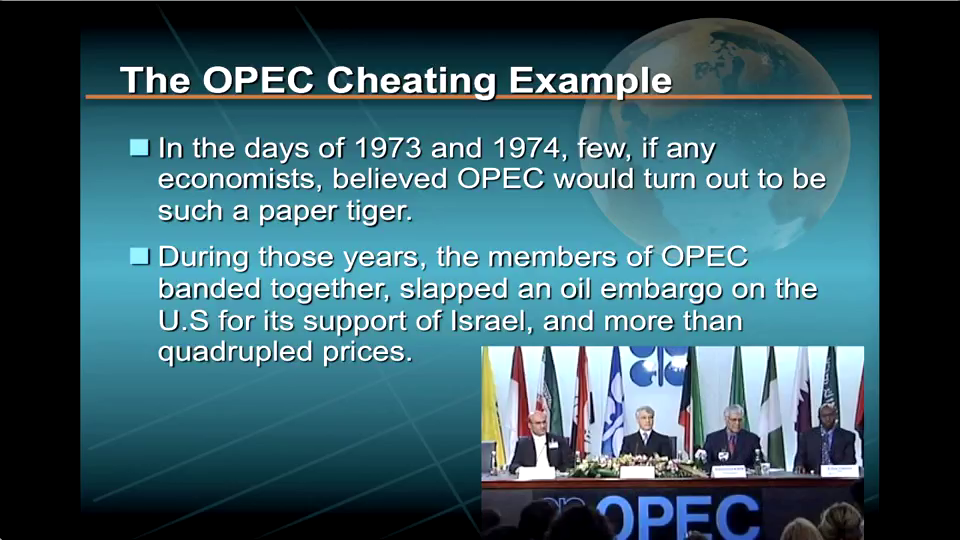 The OPEC Cheating Example
In the days of 1973 and 1974, few, if any
economists, believed OPEC would turn out to be
such a paper tiger.
During those years, the members of OPEC
banded together, slapped an oil embargo on the
U.S for its support of Israel, and more than
quadrupled prices.
OPEC